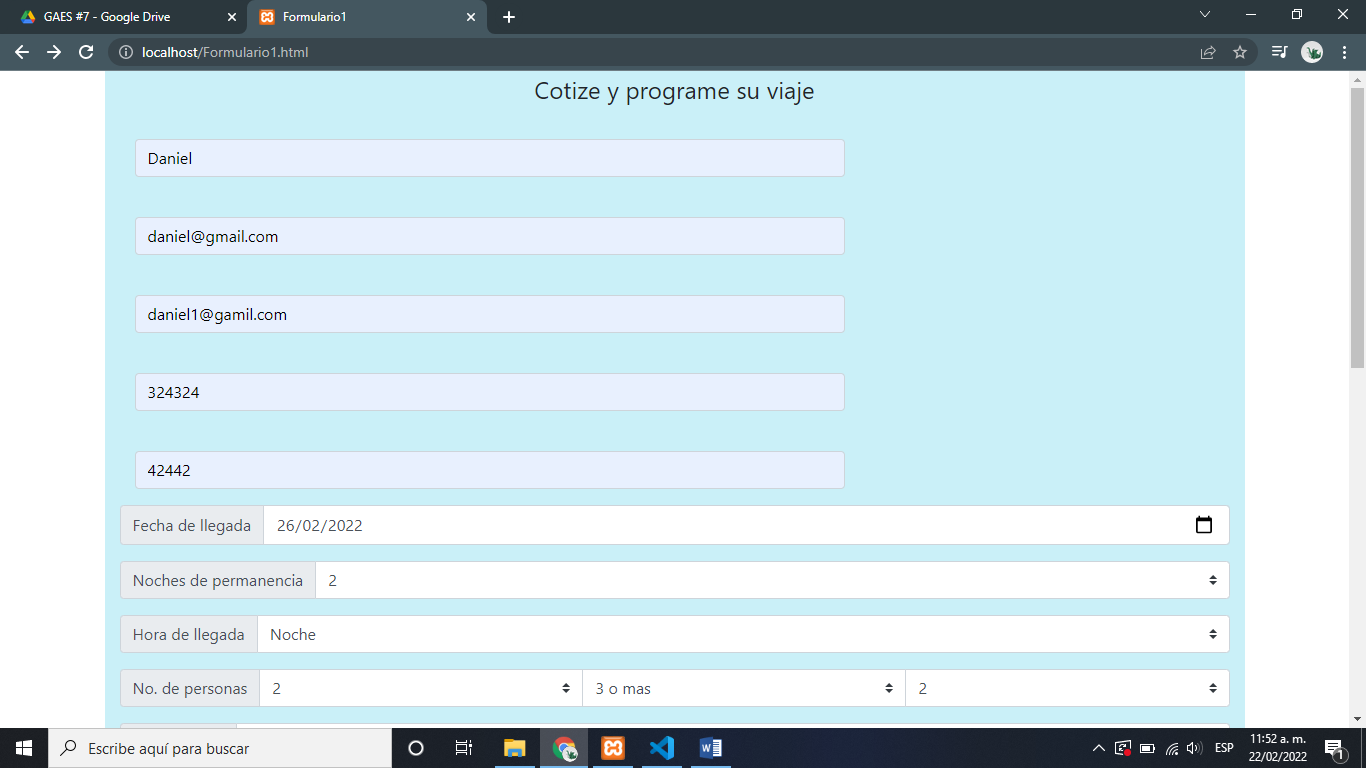 GAES #7 - Google Drive
Formulario1
localhost/Formulario1.html
Cotize y programe su viaje
Daniel
daniel@gmail.com
daniel1@gamil.com
324324
42442
Fecha de llegada 26/02/2022
Noches de permanencia 2
Hora de llegada Noche
No. de personas 2 3 o mas 2
Escribe aquí para buscar
ESP
11:52 a. m.
22/02/2022
1